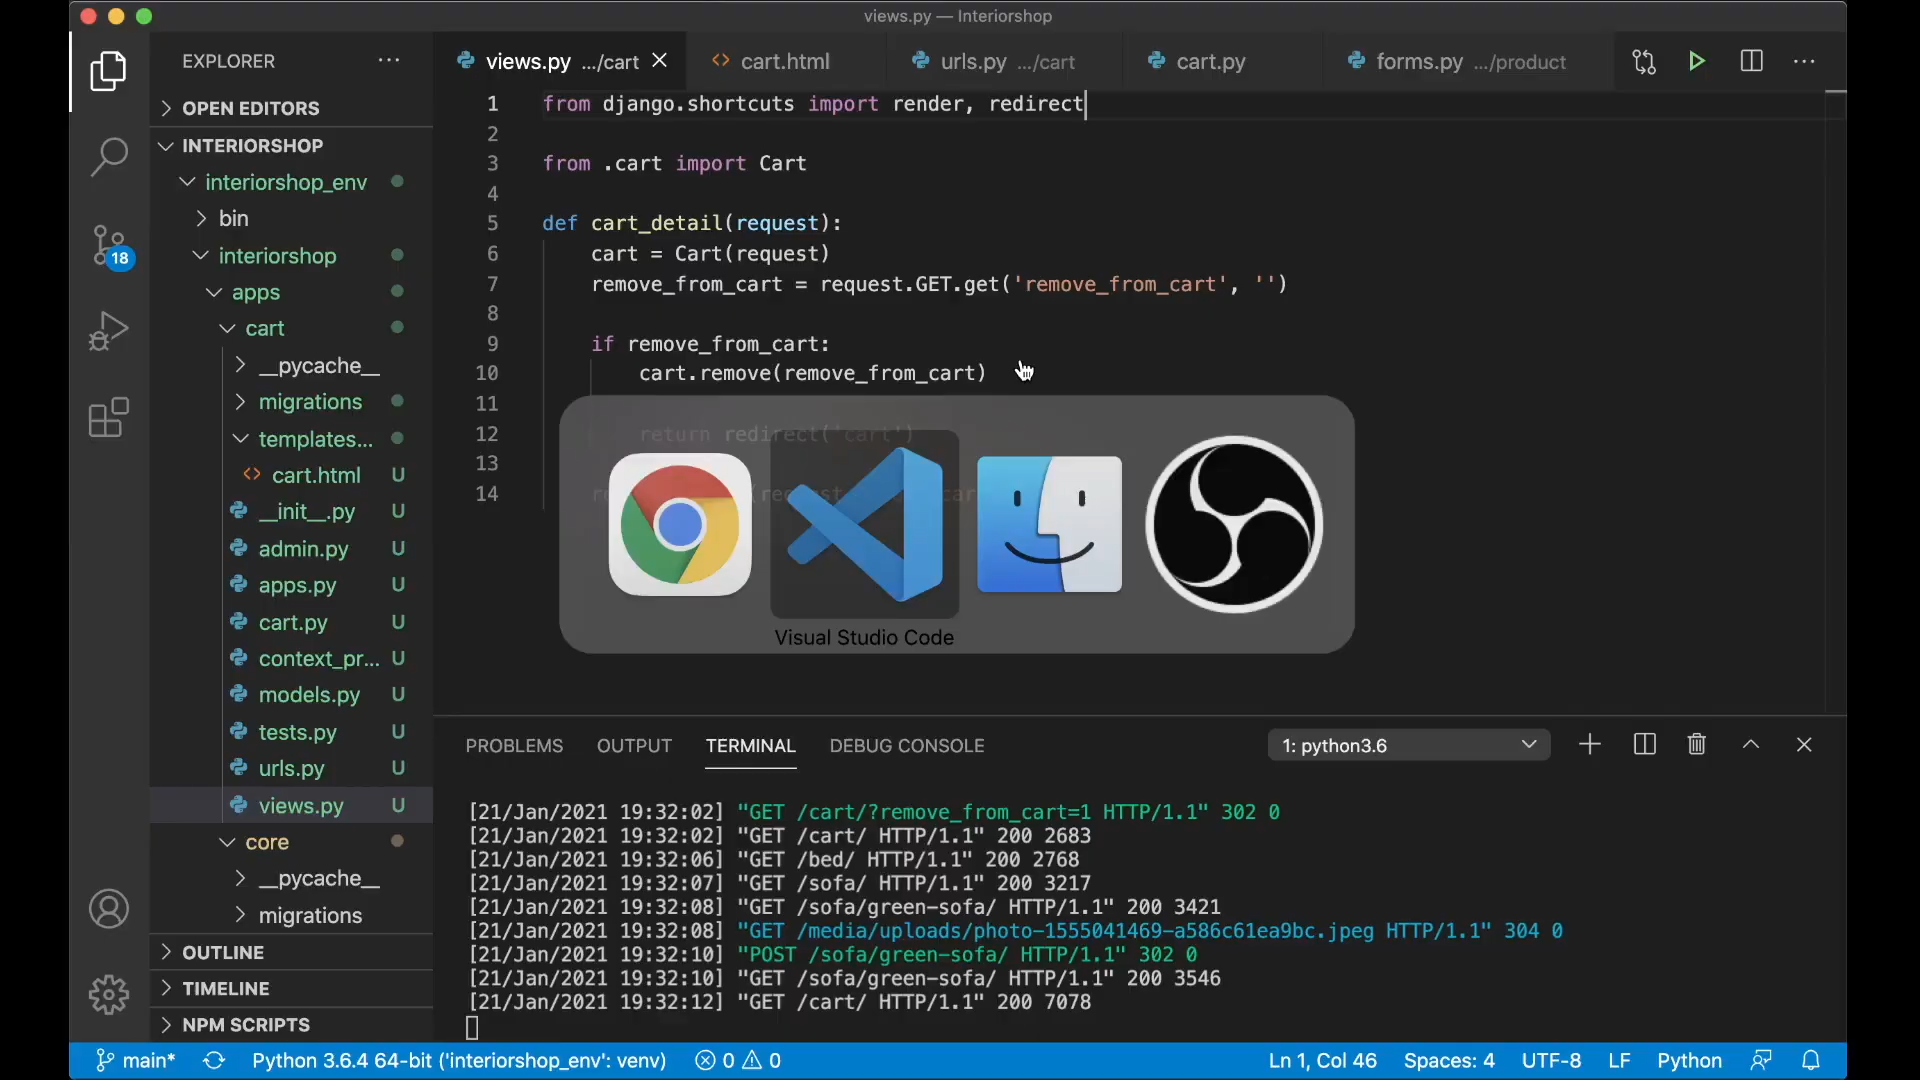 views.py — Interiorshop
EXPLORER
views.py .../cart
cart.html
urls.py .../cart
cart.py
forms.py .../product
OPEN EDITORS
INTERIORSHOP
interiorshop_env
bin
interiorshop
apps
cart
__pycache__
migrations
templates...
cart.html U
__init__.py U
admin.py U
apps.py U
cart.py U
context_pr... U
models.py U
tests.py U
urls.py U
views.py U
core
__pycache__
migrations
OUTLINE
TIMELINE
NPM SCRIPTS
18
1 from django.shortcuts import render, redirect
2
3 from .cart import Cart
4
5 def cart_detail(request):
6 cart = Cart(request)
7 remove_from_cart = request.GET.get('remove_from_cart', '')
8
9 if remove_from_cart:
10 cart.remove(remove_from_cart)
11
12 return redirect('cart')
13
14
Visual Studio Code
PROBLEMS OUTPUT TERMINAL DEBUG CONSOLE
1: python3.6
[21/Jan/2021 19:32:02] "GET /cart/?remove_from_cart=1 HTTP/1.1" 302 0
[21/Jan/2021 19:32:02] "GET /cart/ HTTP/1.1" 200 2683
[21/Jan/2021 19:32:06] "GET /bed/ HTTP/1.1" 200 2768
[21/Jan/2021 19:32:07] "GET /sofa/ HTTP/1.1" 200 3217
[21/Jan/2021 19:32:08] "GET /sofa/green-sofa/ HTTP/1.1" 200 3421
[21/Jan/2021 19:32:08] "GET /media/uploads/photo-1555041469-a586c61ea9bc.jpeg HTTP/1.1" 304 0
[21/Jan/2021 19:32:10] "POST /sofa/green-sofa/ HTTP/1.1" 302 0
[21/Jan/2021 19:32:10] "GET /sofa/green-sofa/ HTTP/1.1" 200 3546
[21/Jan/2021 19:32:12] "GET /cart/ HTTP/1.1" 200 7078
main* Python 3.6.4 64-bit ('interiorshop_env': venv) 0 0 Ln 1, Col 46 Spaces: 4 UTF-8 LF Python